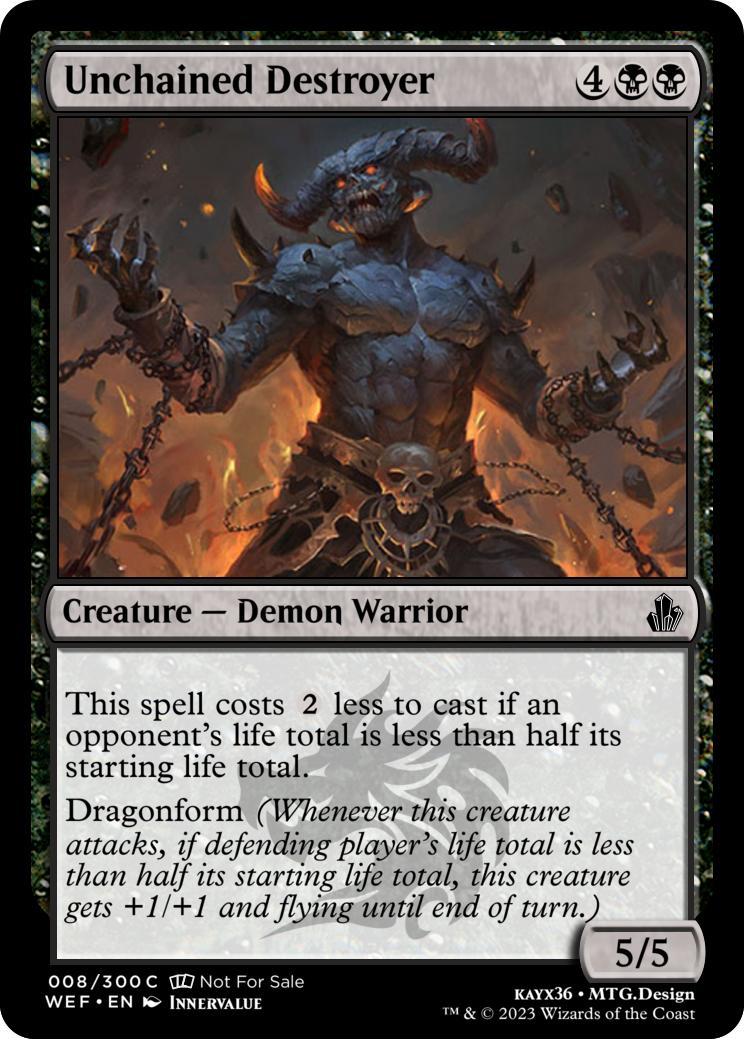 Unchained Destroyer 4
Creature — Demon Warrior
This spell costs 2 less to cast if an
opponent's life total is less than half its
starting life total.
Dragonform (Whenever this creature
attacks, if defending player's life total is less
than half its starting life total, this creature
gets +1/+1 and flying until end of turn.)
5/5
008/300 C Not For Sale
WEF • EN INNERVALUE
KAYX36 • MTG.Design
™ & © 2023 Wizards of the Coast